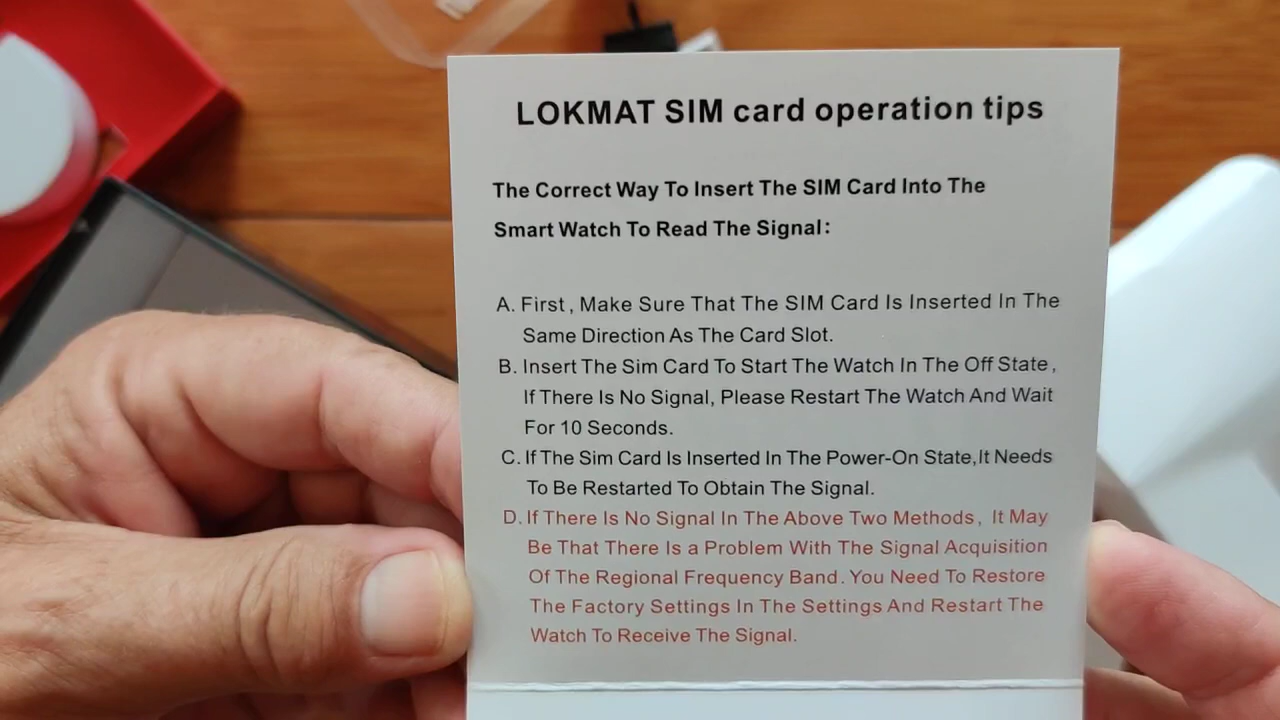 LOKMAT SIM card operation tips
The Correct Way To Insert The SIM Card Into The
Smart Watch To Read The Signal:
A. First, Make Sure That The SIM Card Is Inserted In The
Same Direction As The Card Slot.
B. Insert The Sim Card To Start The Watch In The Off State,
If There Is No Signal, Please Restart The Watch And Wait
For 10 Seconds.
C. If The Sim Card Is Inserted In The Power-On State,It Needs
To Be Restarted To Obtain The Signal.
D. If There Is No Signal In The Above Two Methods, It May
Be That There Is a Problem With The Signal Acquisition
Of The Regional Frequency Band. You Need To Restore
The Factory Settings In The Settings And Restart The
Watch To Receive The Signal.